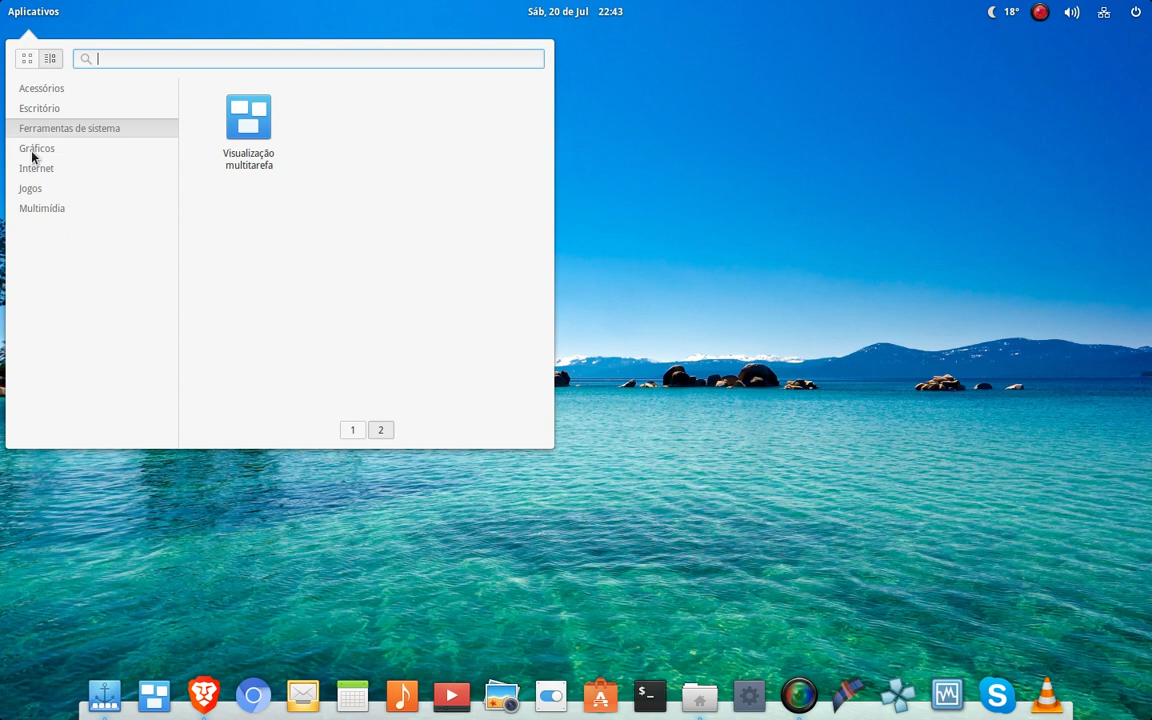 Aplicativos
Sáb, 20 de Jul 22:43
18°
Acessórios
Escritório
Ferramentas de sistema
Gráficos
Internet
Jogos
Multimídia
Visualização
multitarefa
1 2